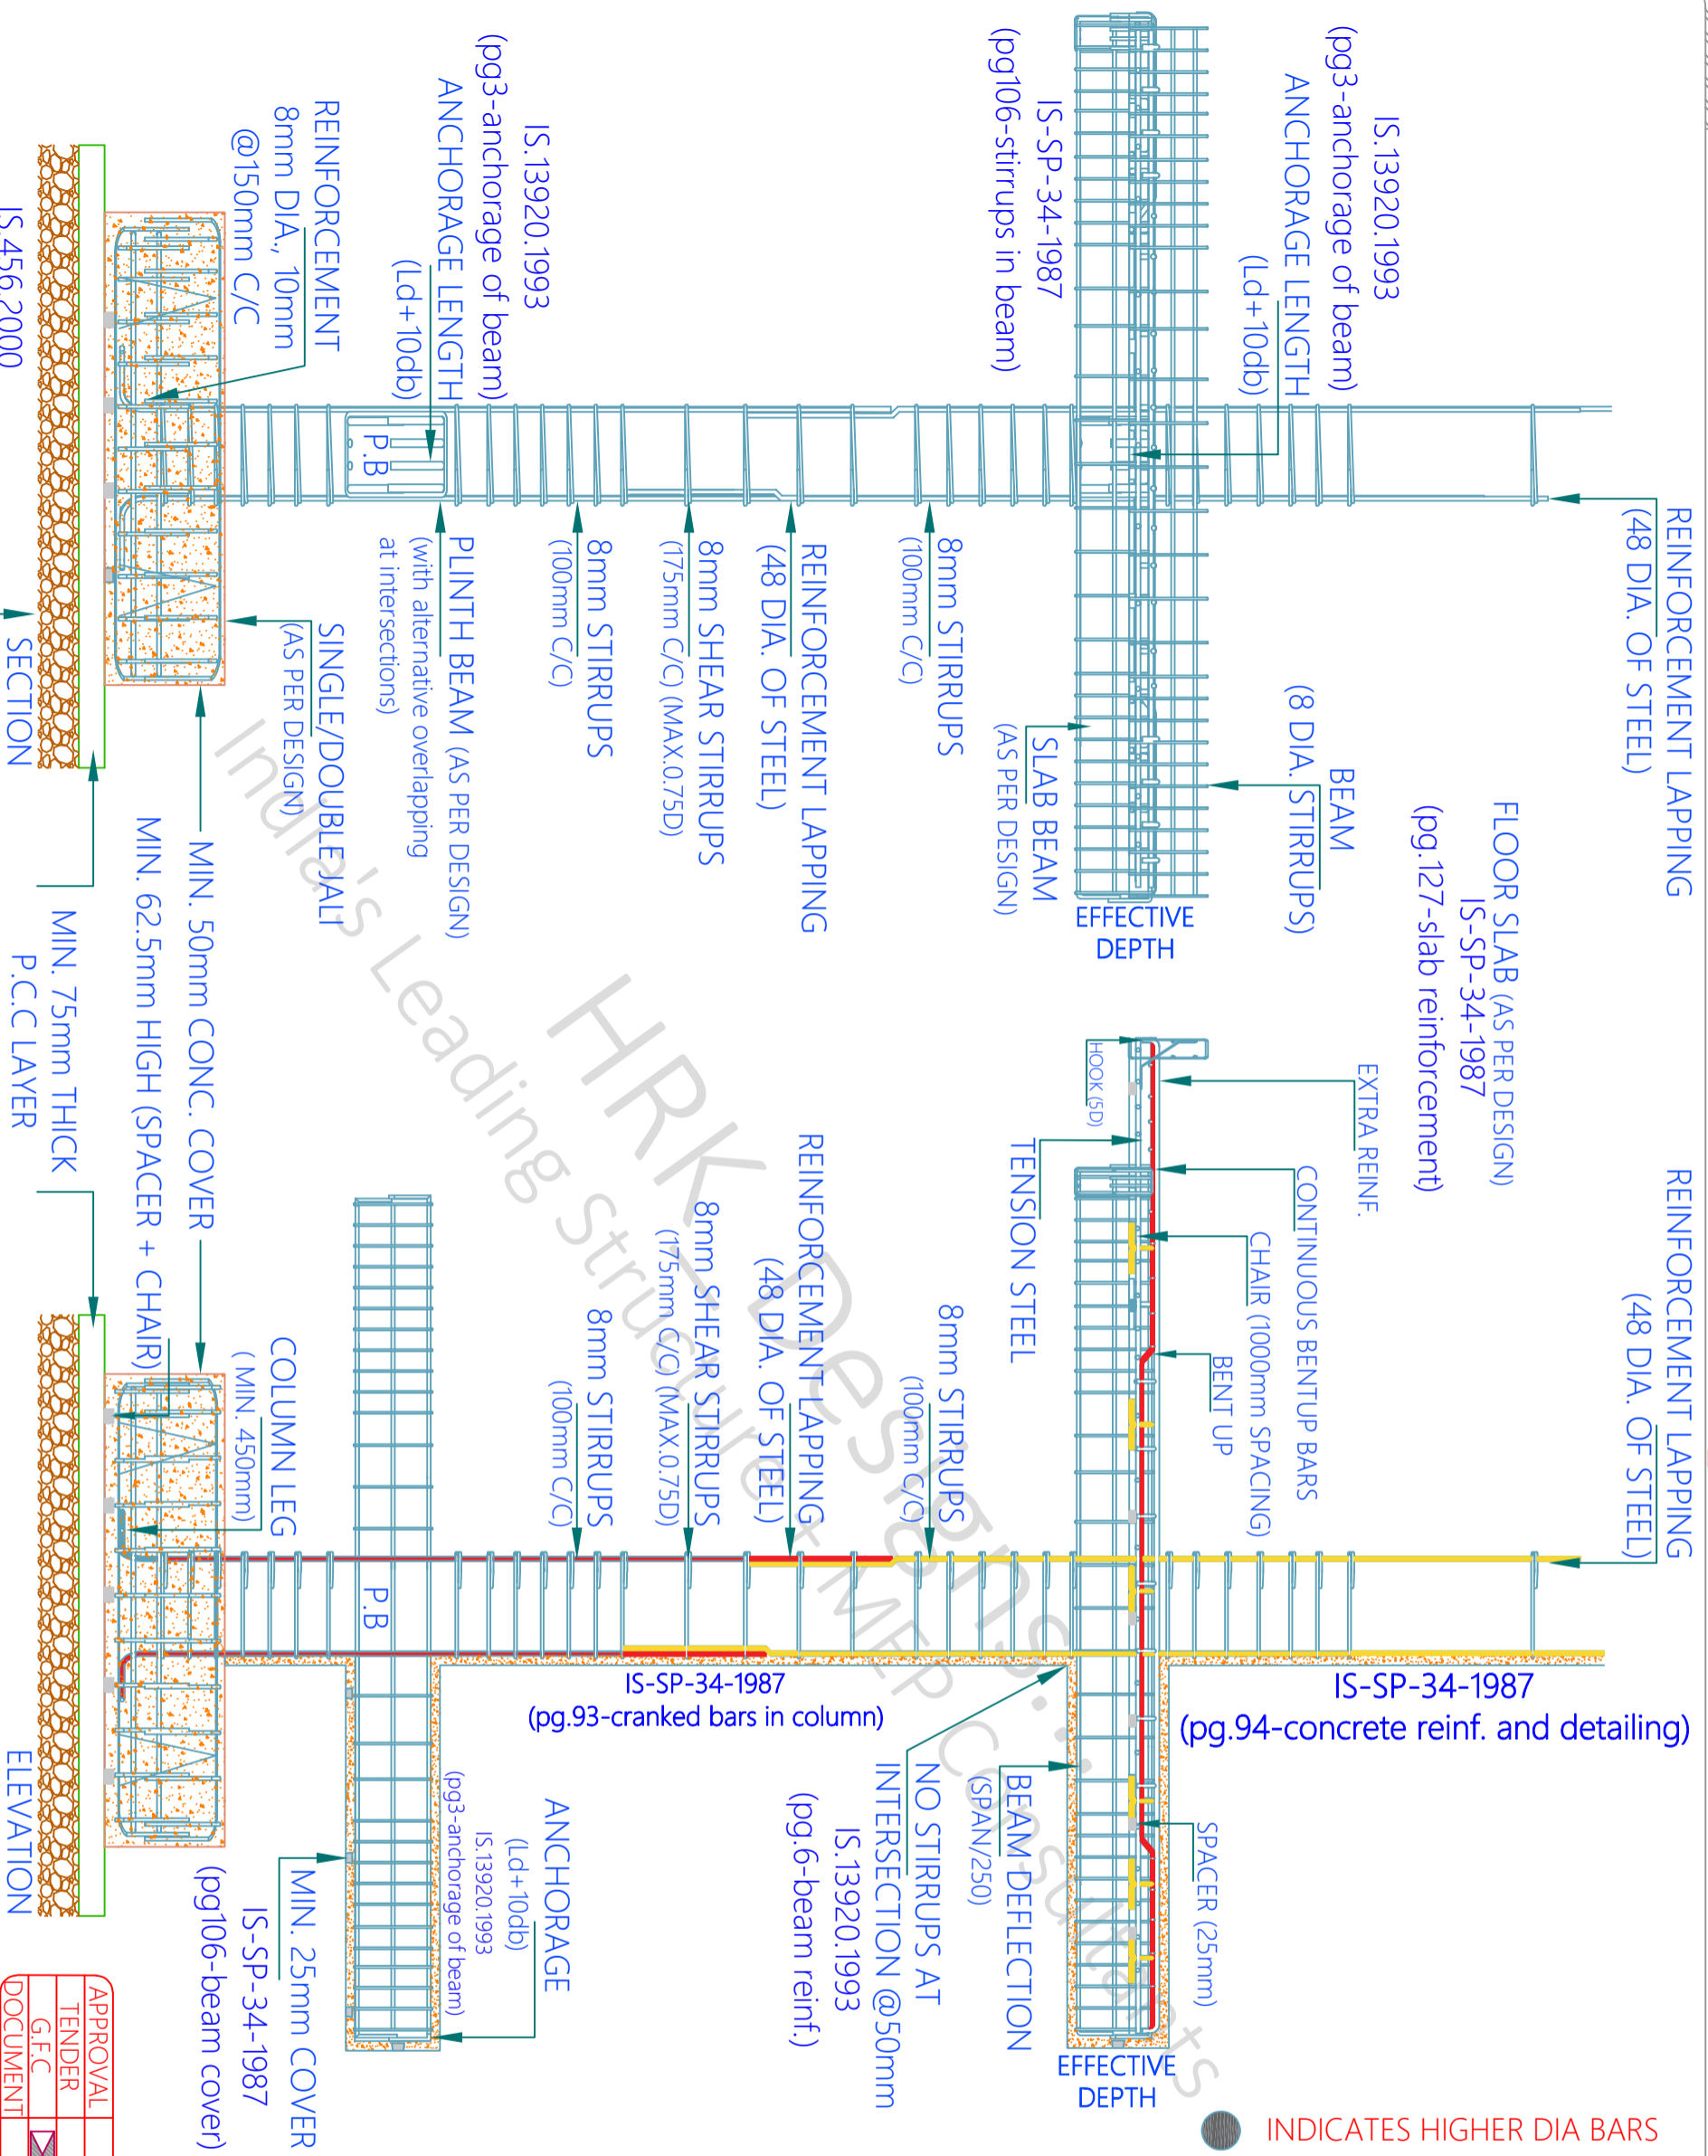 REINFORCEMENT LAPPING
(48 DIA. OF STEEL)
IS.13920.1993
(pg3-anchorage of beam)
ANCHORAGE LENGTH
(Ld+10db)
IS-SP-34-1987
(pg106-stirrups in beam)
BEAM
(8 DIA. STIRRUPS)
SLAB BEAM
(AS PER DESIGN)
EFFECTIVE
DEPTH
8mm STIRRUPS
(100mm C/C)
REINFORCEMENT LAPPING
(48 DIA. OF STEEL)
8mm SHEAR STIRRUPS
(175mm C/C) (MAX.0.75D)
8mm STIRRUPS
(100mm C/C)
IS.13920.1993
(pg3-anchorage of beam)
ANCHORAGE LENGTH
(Ld+10db)
P.B
PLINTH BEAM (AS PER DESIGN)
(with alternative overlapping
at intersections)
REINFORCEMENT
8mm DIA., 10mm
@150mm C/C
SINGLE/DOUBLE JALI
(AS PER DESIGN)
MIN. 50mm CONC. COVER
MIN. 62.5mm HIGH (SPACER + CHAIR)
MIN. 75mm THICK
P.C.C LAYER
SECTION
IS.456.2000
REINFORCEMENT LAPPING
(48 DIA. OF STEEL)
FLOOR SLAB (AS PER DESIGN)
IS-SP-34-1987
(pg.127-slab reinforcement)
EXTRA REINF.
CONTINUOUS BENTUP BARS
CHAIR (1000mm SPACING)
BENT UP
HOOK (5D)
TENSION STEEL
IS-SP-34-1987
(pg.94-concrete reinf. and detailing)
SPACER (25mm)
EFFECTIVE
DEPTH
BEAM DEFLECTION
(SPAN/250)
NO STIRRUPS AT
INTERSECTION @50mm
IS.13920.1993
(pg.6-beam reinf.)
8mm STIRRUPS
(100mm C/C)
REINFORCEMENT LAPPING
(48 DIA. OF STEEL)
8mm SHEAR STIRRUPS
(175mm C/C) (MAX.0.75D)
8mm STIRRUPS
(100mm C/C)
IS-SP-34-1987
(pg.93-cranked bars in column)
P.B
ANCHORAGE
(Ld+10db)
IS.13920.1993
(pg3-anchorage of beam)
MIN. 25mm COVER
IS-SP-34-1987
(pg106-beam cover)
COLUMN LEG
( MIN. 450mm)
ELEVATION
INDICATES HIGHER DIA BARS
APPROVAL
TENDER
G.F.C
DOCUMENT
HRK Designs...
India's Leading Structure + MEP Consultants